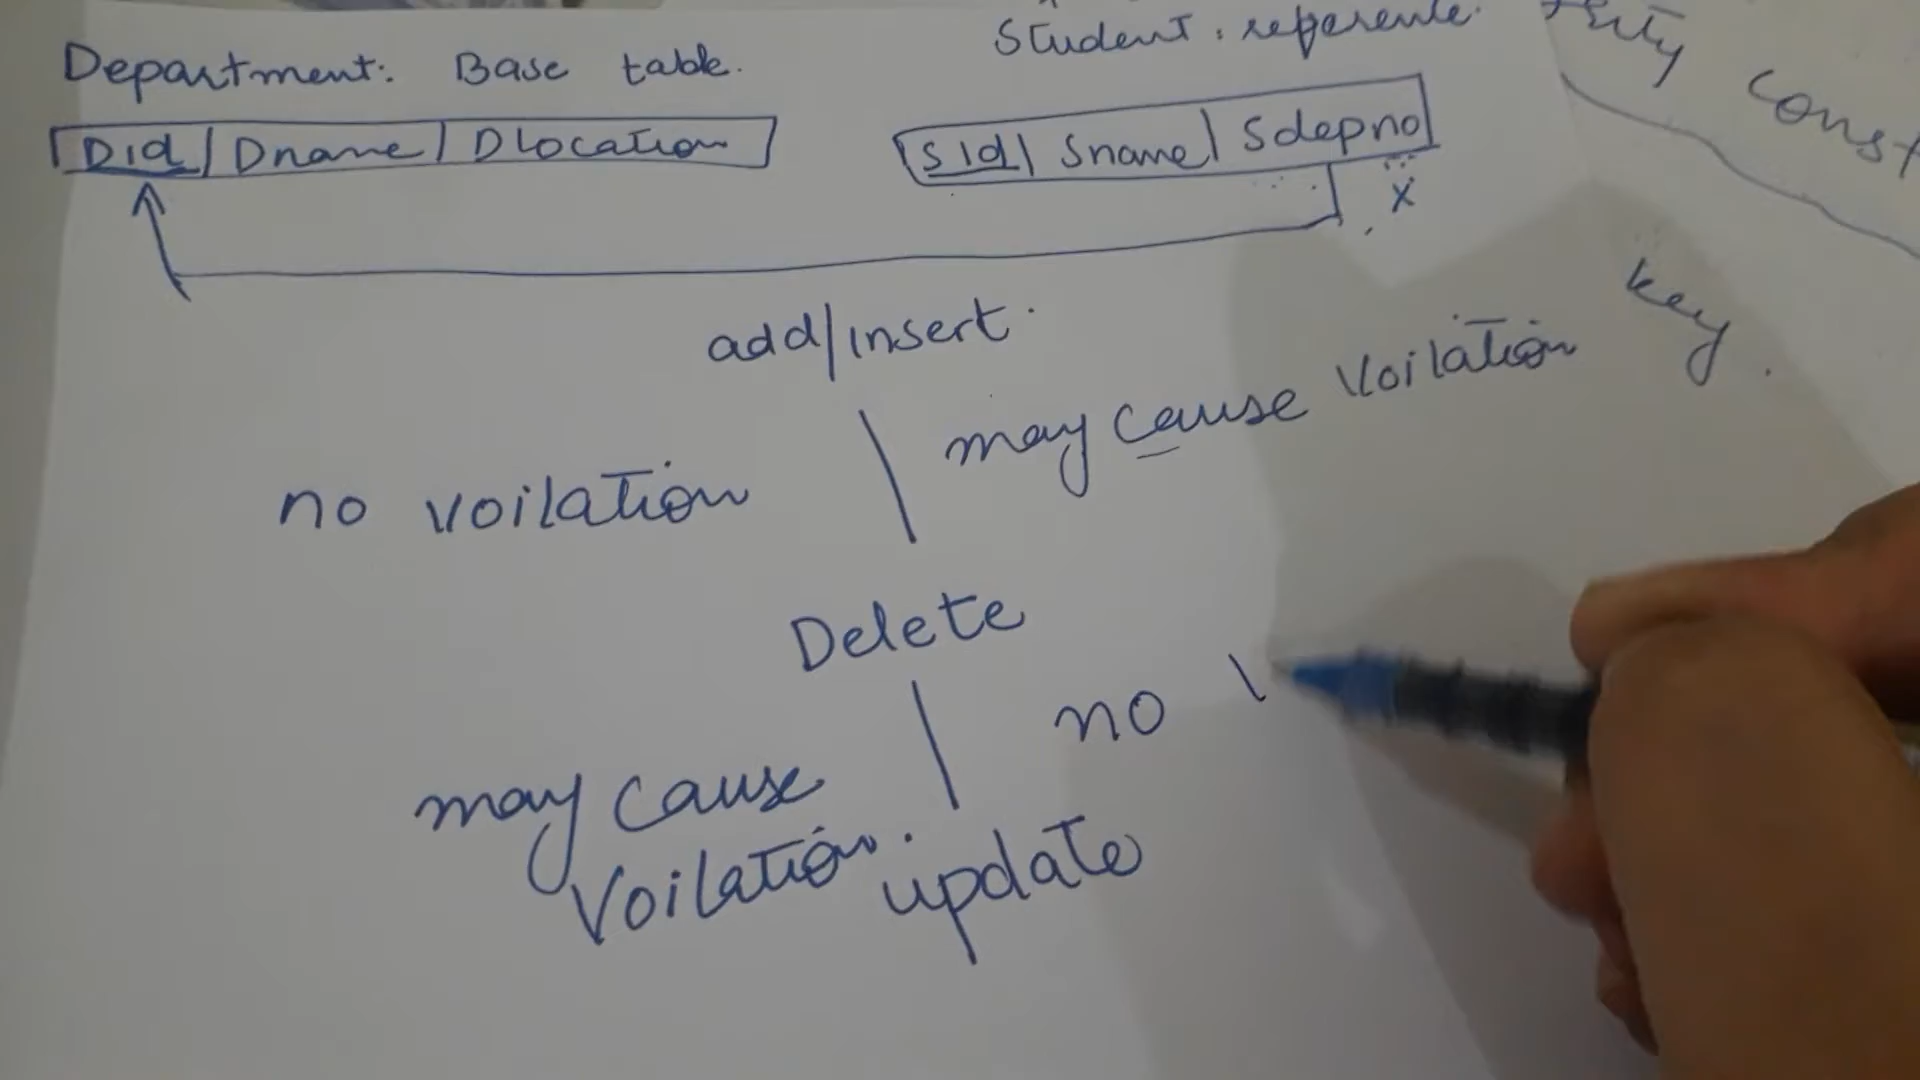 Department: Base table.
Student: reference.
Did | Dname | Dlocation
Sid | Sname | Sdepno
x
const
key.
add/insert.
no voilation | may cause voilation
Delete
may cause
voilation. | no
update